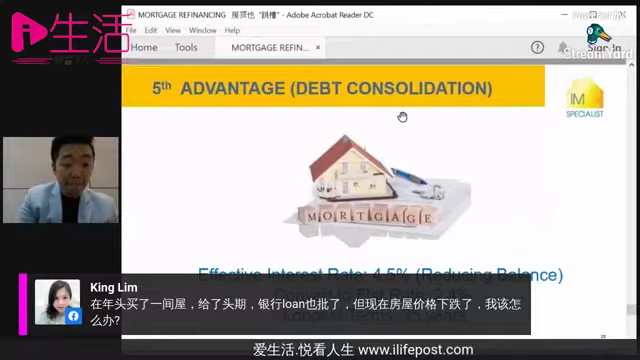 MORTGAGE REFINANCING 房贷也 "跳槽" - Adobe Acrobat Reader DC
File Edit View Window Help
生活
Home Tools MORTGAGE REFIN... × Sign In
StreamYard
5th ADVANTAGE (DEBT CONSOLIDATION)
IM
SPECIALIST
MORTGAGE
Effective Interest Rate: 4.5% (Reducing Balance)
King Lim
在年头买了一间屋，给了头期，银行loan也批了，但现在房屋价格下跌了，我该怎
么办?
爱生活.悦看人生 www.ilifepost.com